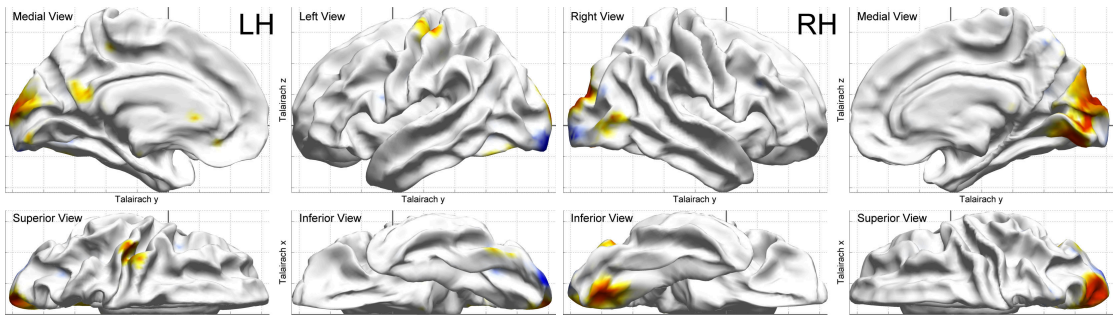 Medial View
LH
Left View
Right View
RH
Medial View
Talairach z
Talairach z
Talairach y
Talairach y
Talairach y
Superior View
Inferior View
Inferior View
Superior View
Talairach x
Talairach x